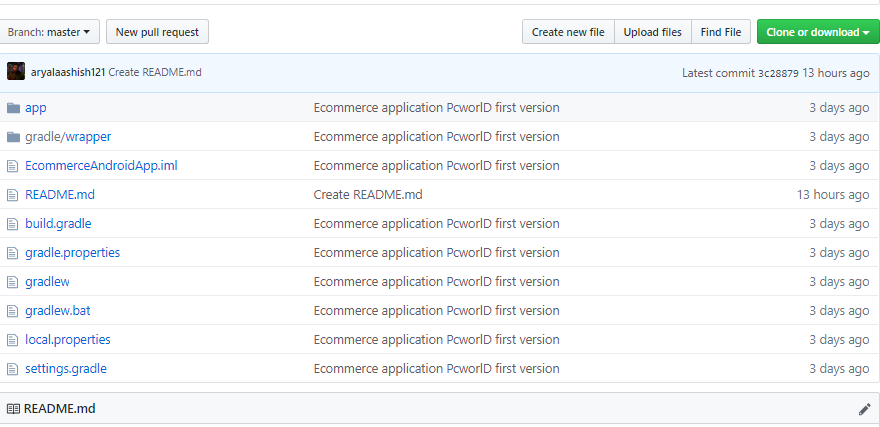 Branch: master New pull request Create new file Upload files Find File Clone or download
aryalaashish121 Create README.md Latest commit 3c28879 13 hours ago
app Ecommerce application PcworlD first version 3 days ago
gradle/wrapper Ecommerce application PcworlD first version 3 days ago
EcommerceAndroidApp.iml Ecommerce application PcworlD first version 3 days ago
README.md Create README.md 13 hours ago
build.gradle Ecommerce application PcworlD first version 3 days ago
gradle.properties Ecommerce application PcworlD first version 3 days ago
gradlew Ecommerce application PcworlD first version 3 days ago
gradlew.bat Ecommerce application PcworlD first version 3 days ago
local.properties Ecommerce application PcworlD first version 3 days ago
settings.gradle Ecommerce application PcworlD first version 3 days ago
README.md